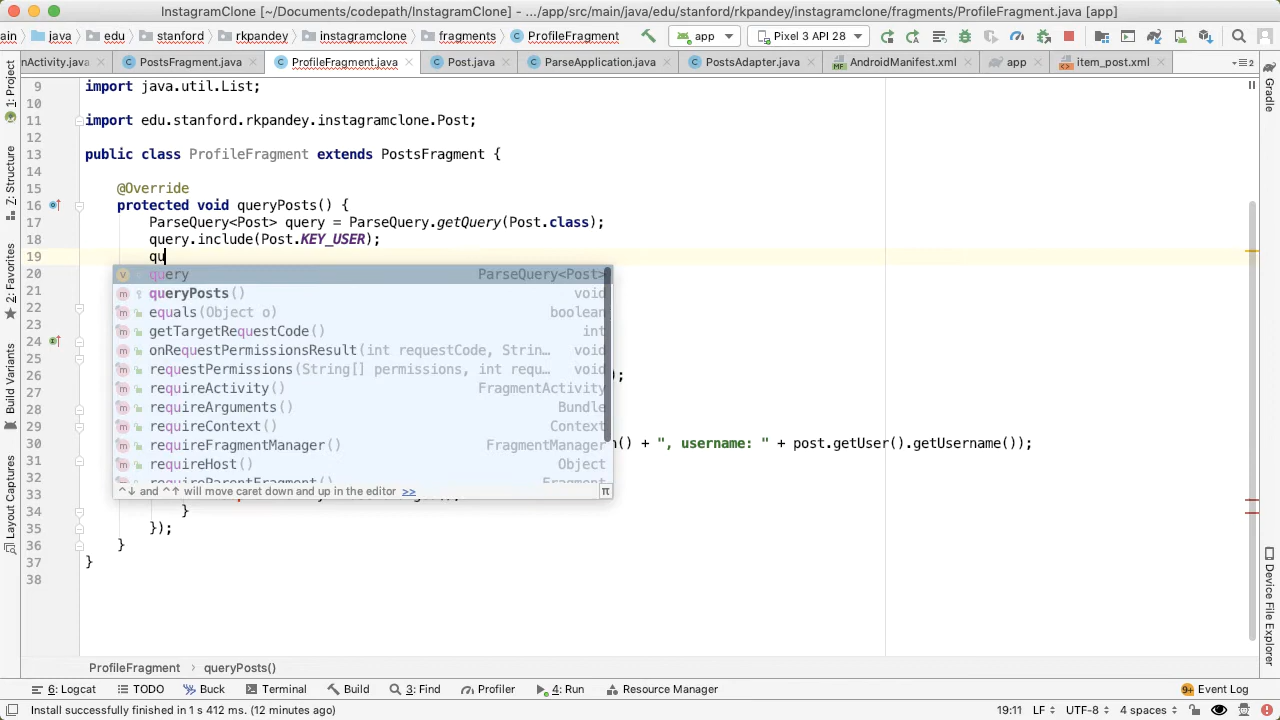 InstagramClone [~/Documents/codepath/InstagramClone] - .../app/src/main/java/edu/stanford/rkpandey/instagramclone/fragments/ProfileFragment.java [app]
ain java edu stanford rkpandey instagramclone fragments ProfileFragment app Pixel 3 API 28
nActivity.java PostsFragment.java ProfileFragment.java Post.java ParseApplication.java PostsAdapter.java AndroidManifest.xml app item_post.xml 2
1: Project
Z: Structure
2: Favorites
Build Variants
Layout Captures
9 import java.util.List;
10
11 import edu.stanford.rkpandey.instagramclone.Post;
12
13 public class ProfileFragment extends PostsFragment {
14
15 @Override
16 protected void queryPosts() {
17 ParseQuery<Post> query = ParseQuery.getQuery(Post.class);
18 query.include(Post.KEY_USER);
19 qu
20
21
22
23
24
25
26 );
27
28
29
30 () + ", username: " + post.getUser().getUsername());
31
32
33
34 }
35 });
36 }
37 }
38
query ParseQuery<Post>
queryPosts() void
equals(Object o) boolean
getTargetRequestCode() int
onRequestPermissionsResult(int requestCode, Strin... void
requestPermissions(String[] permissions, int requ... void
requireActivity() FragmentActivity
requireArguments() Bundle
requireContext() Context
requireFragmentManager() FragmentManager
requireHost() Object
requireParentFragment() Fragment
^↓ and ^↑ will move caret down and up in the editor >> π
Gradle
Device File Explorer
ProfileFragment › queryPosts()
6: Logcat TODO Buck Terminal Build 3: Find Profiler 4: Run Resource Manager 9+ Event Log
Install successfully finished in 1 s 412 ms. (12 minutes ago) 19:11 LF UTF-8 4 spaces